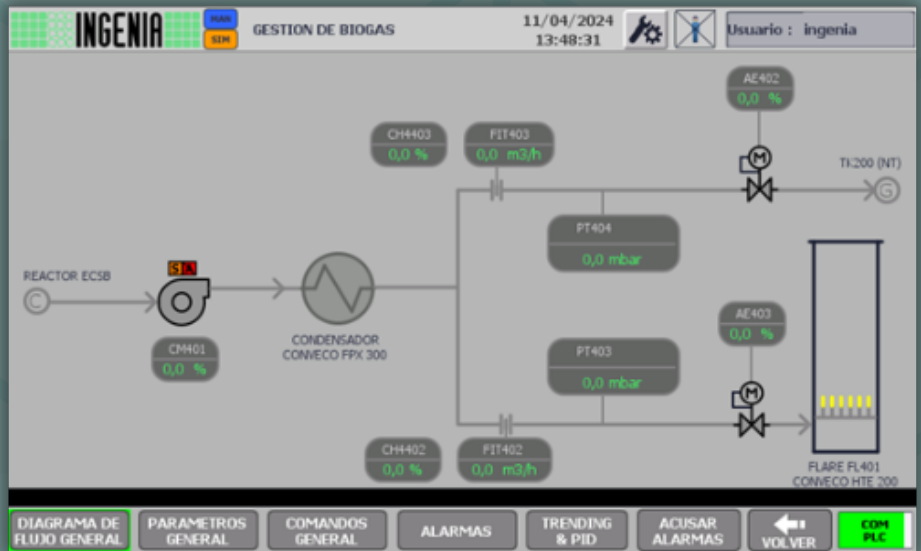 INGENIA
MAN
SIM
GESTION DE BIOGAS
11/04/2024
13:48:31
Usuario : ingenia
AE402
0,0 %
CH4403
0,0 %
FIT403
0,0 m3/h
M
TK200 (NT)
G
PT404
0,0 mbar
REACTOR ECSB
C
S A
CM401
0,0 %
CONDENSADOR
CONVECO FPX 300
AE403
0,0 %
PT403
0,0 mbar
M
CH4402
0,0 %
FIT402
0,0 m3/h
FLARE FL401
CONVECO HTE 200
DIAGRAMA DE
FLUJO GENERAL
PARAMETROS
GENERAL
COMANDOS
GENERAL
ALARMAS
TRENDING
& PID
ACUSAR
ALARMAS
VOLVER
COM
PLC